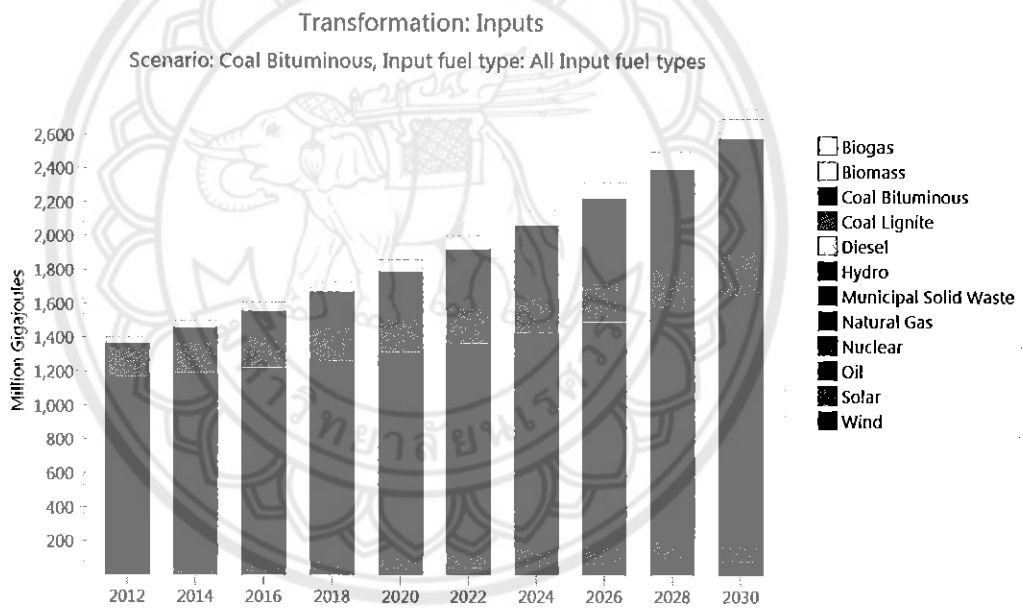 Transformation: Inputs
Scenario: Coal Bituminous, Input fuel type: All Input fuel types
Million Gigajoules
2,600
2,400
2,200
2,000
1,800
1,600
1,400
1,200
1,000
800
600
400
200
2012 2014 2016 2018 2020 2022 2024 2026 2028 2030
Biogas
Biomass
Coal Bituminous
Coal Lignite
Diesel
Hydro
Municipal Solid Waste
Natural Gas
Nuclear
Oil
Solar
Wind